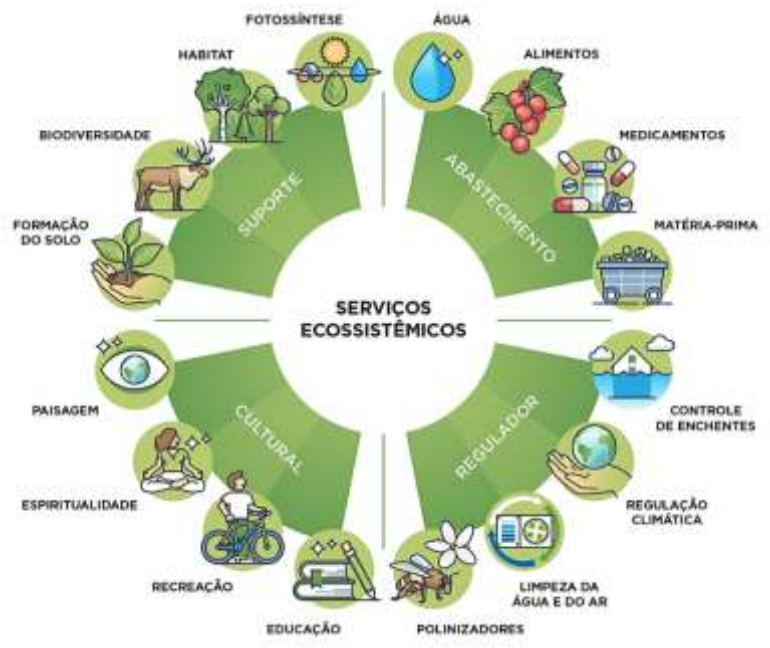 FOTOSSÍNTESE
ÁGUA
HABITAT
ALIMENTOS
BIODIVERSIDADE
MEDICAMENTOS
SUPORTE
ABASTECIMENTO
FORMAÇÃO
DO SOLO
MATÉRIA-PRIMA
SERVIÇOS
ECOSSISTÊMICOS
PAISAGEM
CULTURAL
REGULADOR
CONTROLE
DE ENCHENTES
ESPIRITUALIDADE
REGULAÇÃO
CLIMÁTICA
RECREAÇÃO
LIMPEZA DA
ÁGUA E DO AR
EDUCAÇÃO
POLINIZADORES